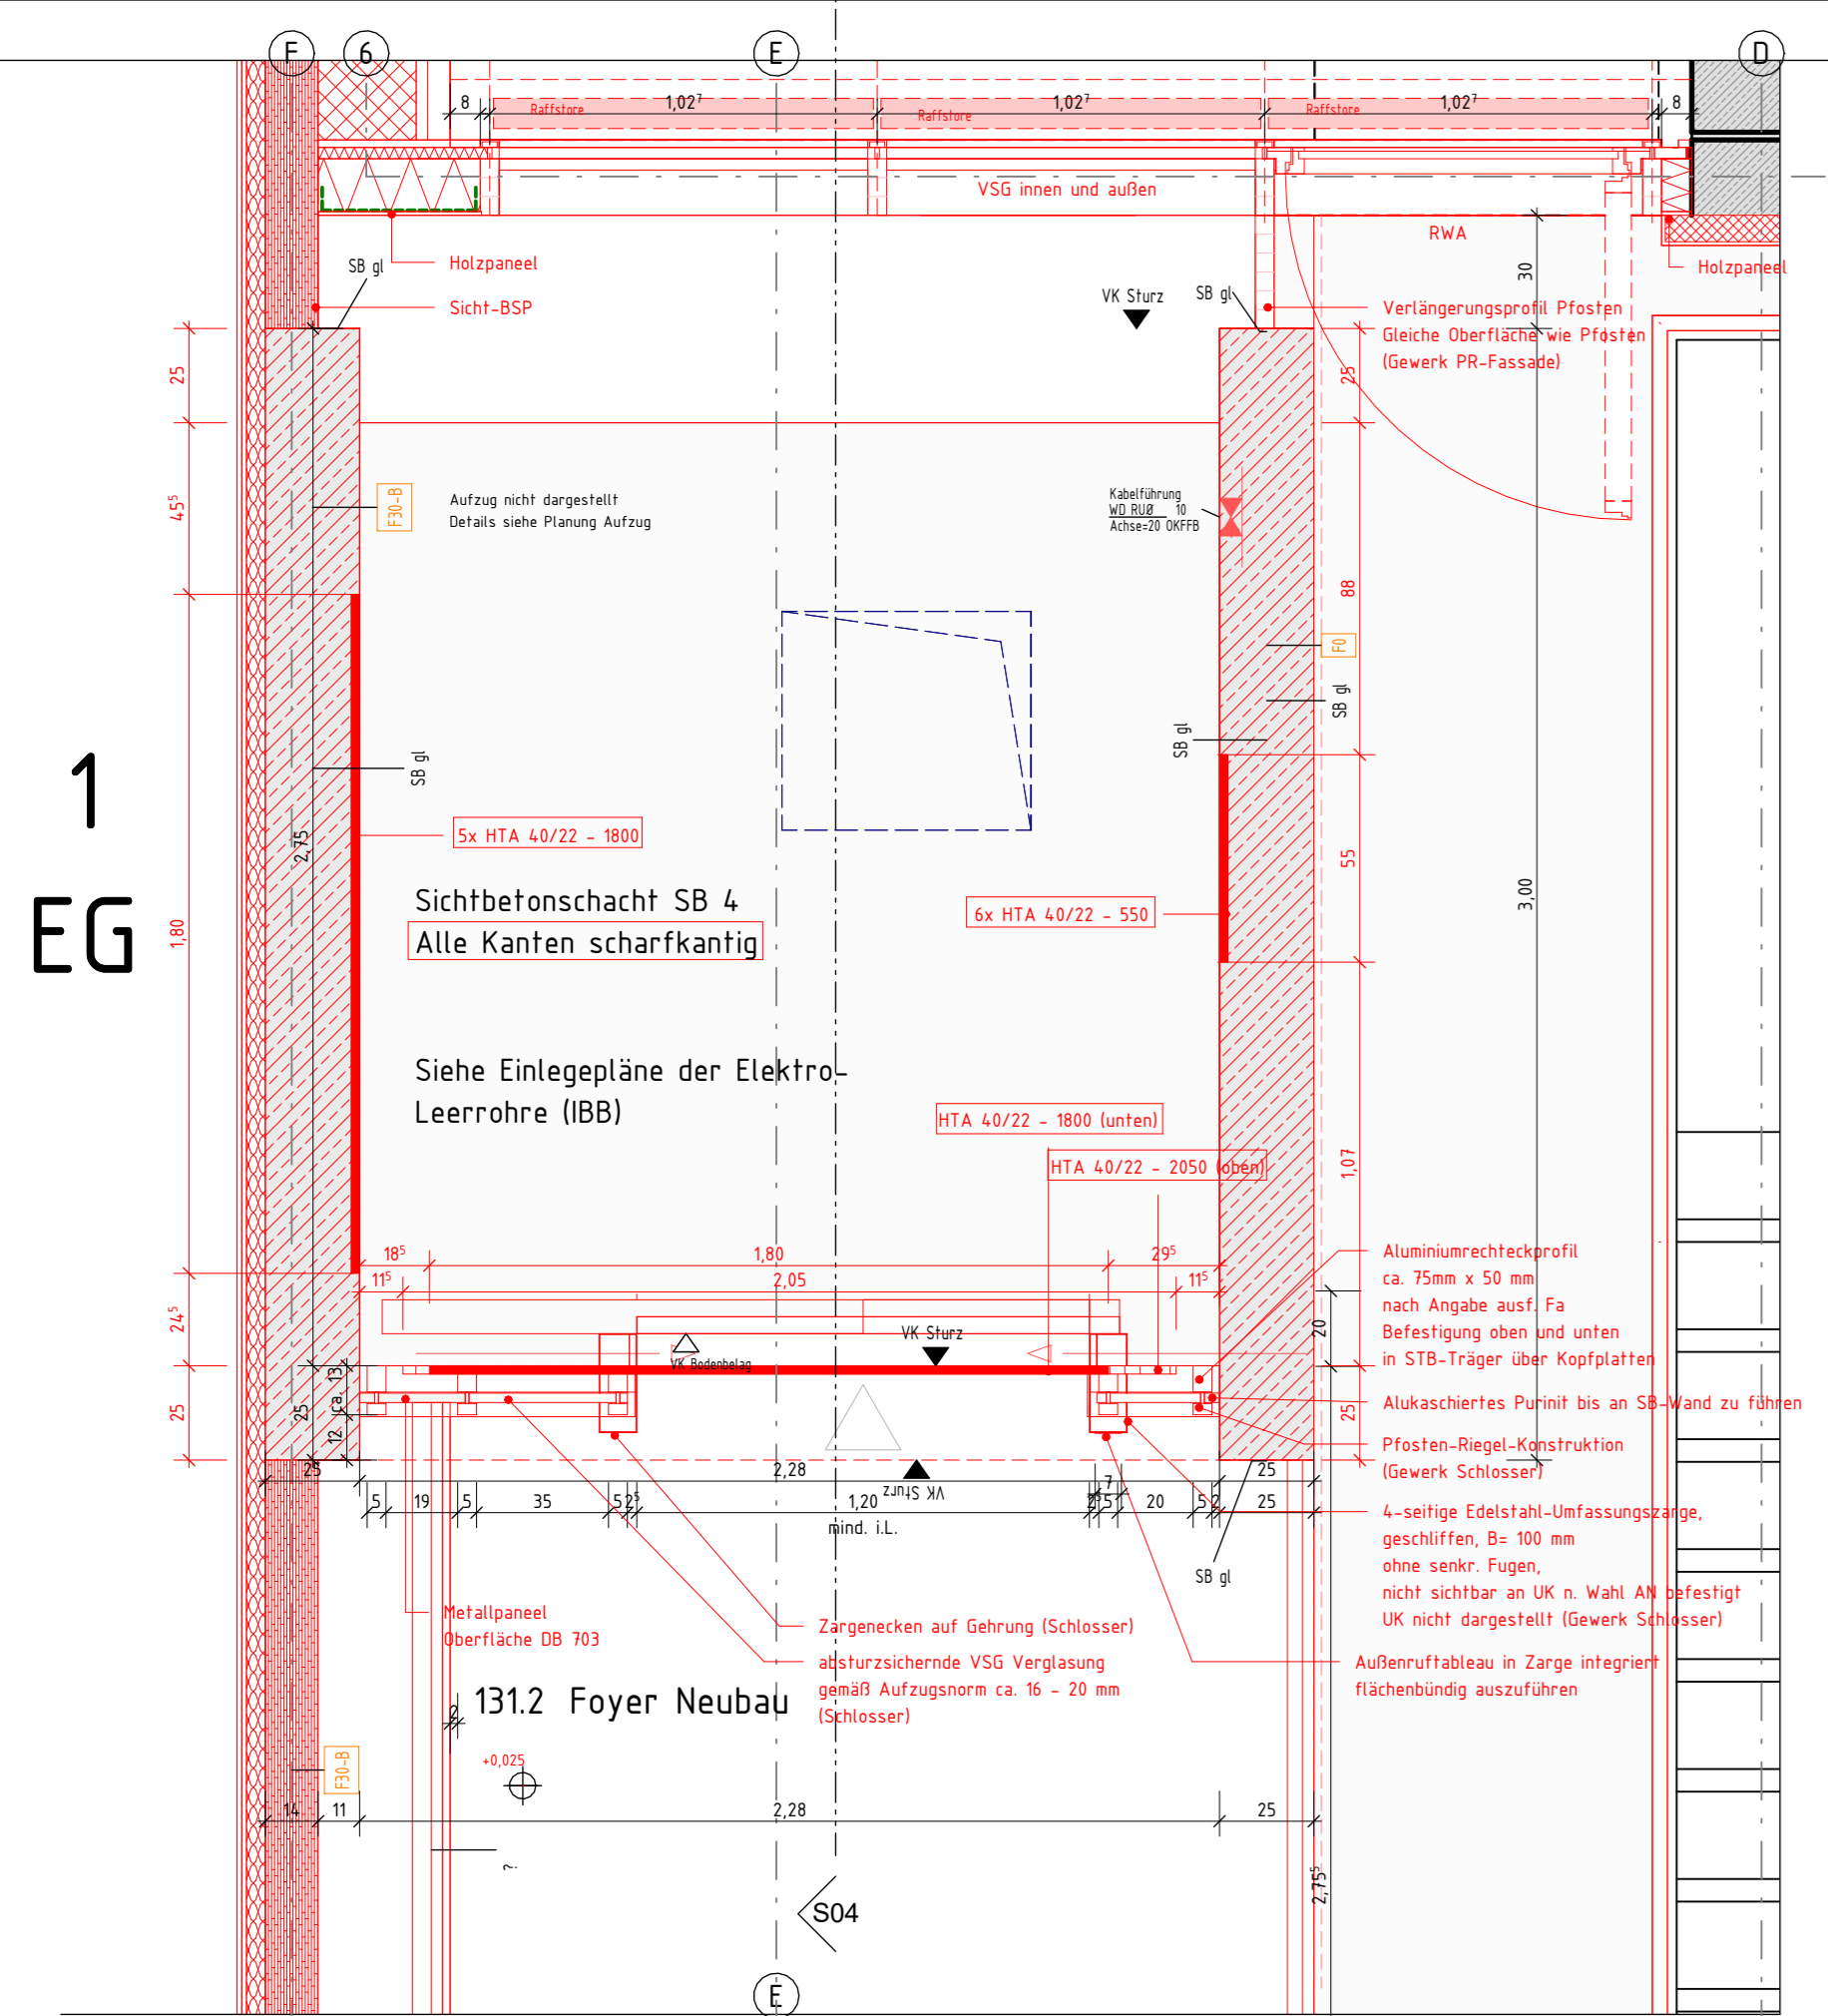 F
6
E
D
8
1,02⁷
1,02⁷
1,02⁷
8
Raffstore
Raffstore
Raffstore
VSG innen und außen
RWA
Holzpaneel
Holzpaneel
SB gl
Sicht-BSP
VK Sturz
SB gl
30
Verlängerungsprofil Pfosten
Gleiche Oberfläche wie Pfosten
(Gewerk PR-Fassade)
25
25
45⁵
F30-B
Aufzug nicht dargestellt
Details siehe Planung Aufzug
Kabelführung
WD RUØ 10
Achse=20 OKFFB
88
F0
SB gl
SB gl
SB gl
1
EG
2,75
5x HTA 40/22 - 1800
55
3,00
1,80
Sichtbetonschacht SB 4
Alle Kanten scharfkantig
6x HTA 40/22 - 550
Siehe Einlegepläne der Elektro-
Leerrohre (IBB)
HTA 40/22 - 1800 (unten)
HTA 40/22 - 2050 (oben)
1,07
18⁵
1,80
29⁵
11⁵
2,05
11⁵
Aluminiumrechteckprofil
ca. 75mm x 50 mm
nach Angabe ausf. Fa
Befestigung oben und unten
in STB-Träger über Kopfplatten
24⁵
20
VK Sturz
VK Bodenbelag
25
25
12
ca.
13
25
Alukaschiertes Purinit bis an SB-Wand zu führen
Pfosten-Riegel-Konstruktion
(Gewerk Schlosser)
25
2,28
25
VK Sturz
7
5
19
5
35
5
2⁵
1,20
2⁵
5
20
5
2
25
mind. i.L.
4-seitige Edelstahl-Umfassungszarge,
geschliffen, B= 100 mm
ohne senkr. Fugen,
nicht sichtbar an UK n. Wahl AN befestigt
UK nicht dargestellt (Gewerk Schlosser)
SB gl
Metallpaneel
Oberfläche DB 703
Zargenecken auf Gehrung (Schlosser)
absturzsichernde VSG Verglasung
gemäß Aufzugsnorm ca. 16 - 20 mm
(Schlosser)
Außenruftableau in Zarge integriert
flächenbündig auszuführen
131.2 Foyer Neubau
2
+0,025
F30-B
14
11
2,28
25
?
2,75⁵
S04
E